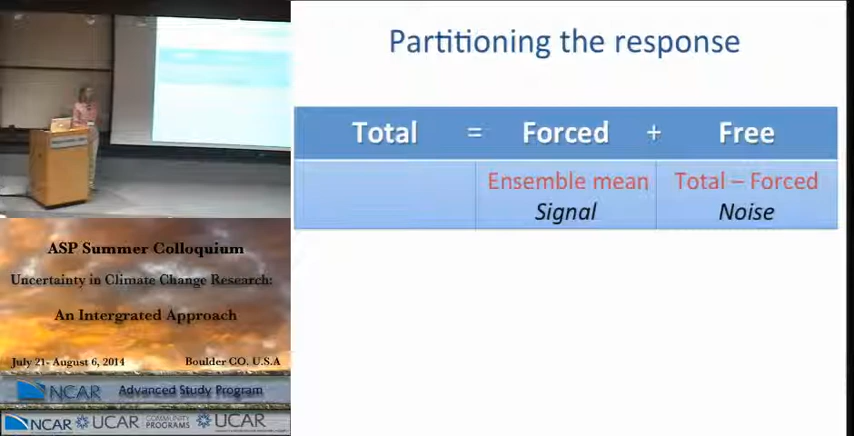 Partitioning the response
Total = Forced + Free
Ensemble mean Total – Forced
Signal Noise
ASP Summer Colloquium
Uncertainty in Climate Change Research:
An Intergrated Approach
July 21- August 6, 2014 Boulder CO. U.S.A
NCAR Advanced Study Program
NCAR UCAR COMMUNITY PROGRAMS UCAR